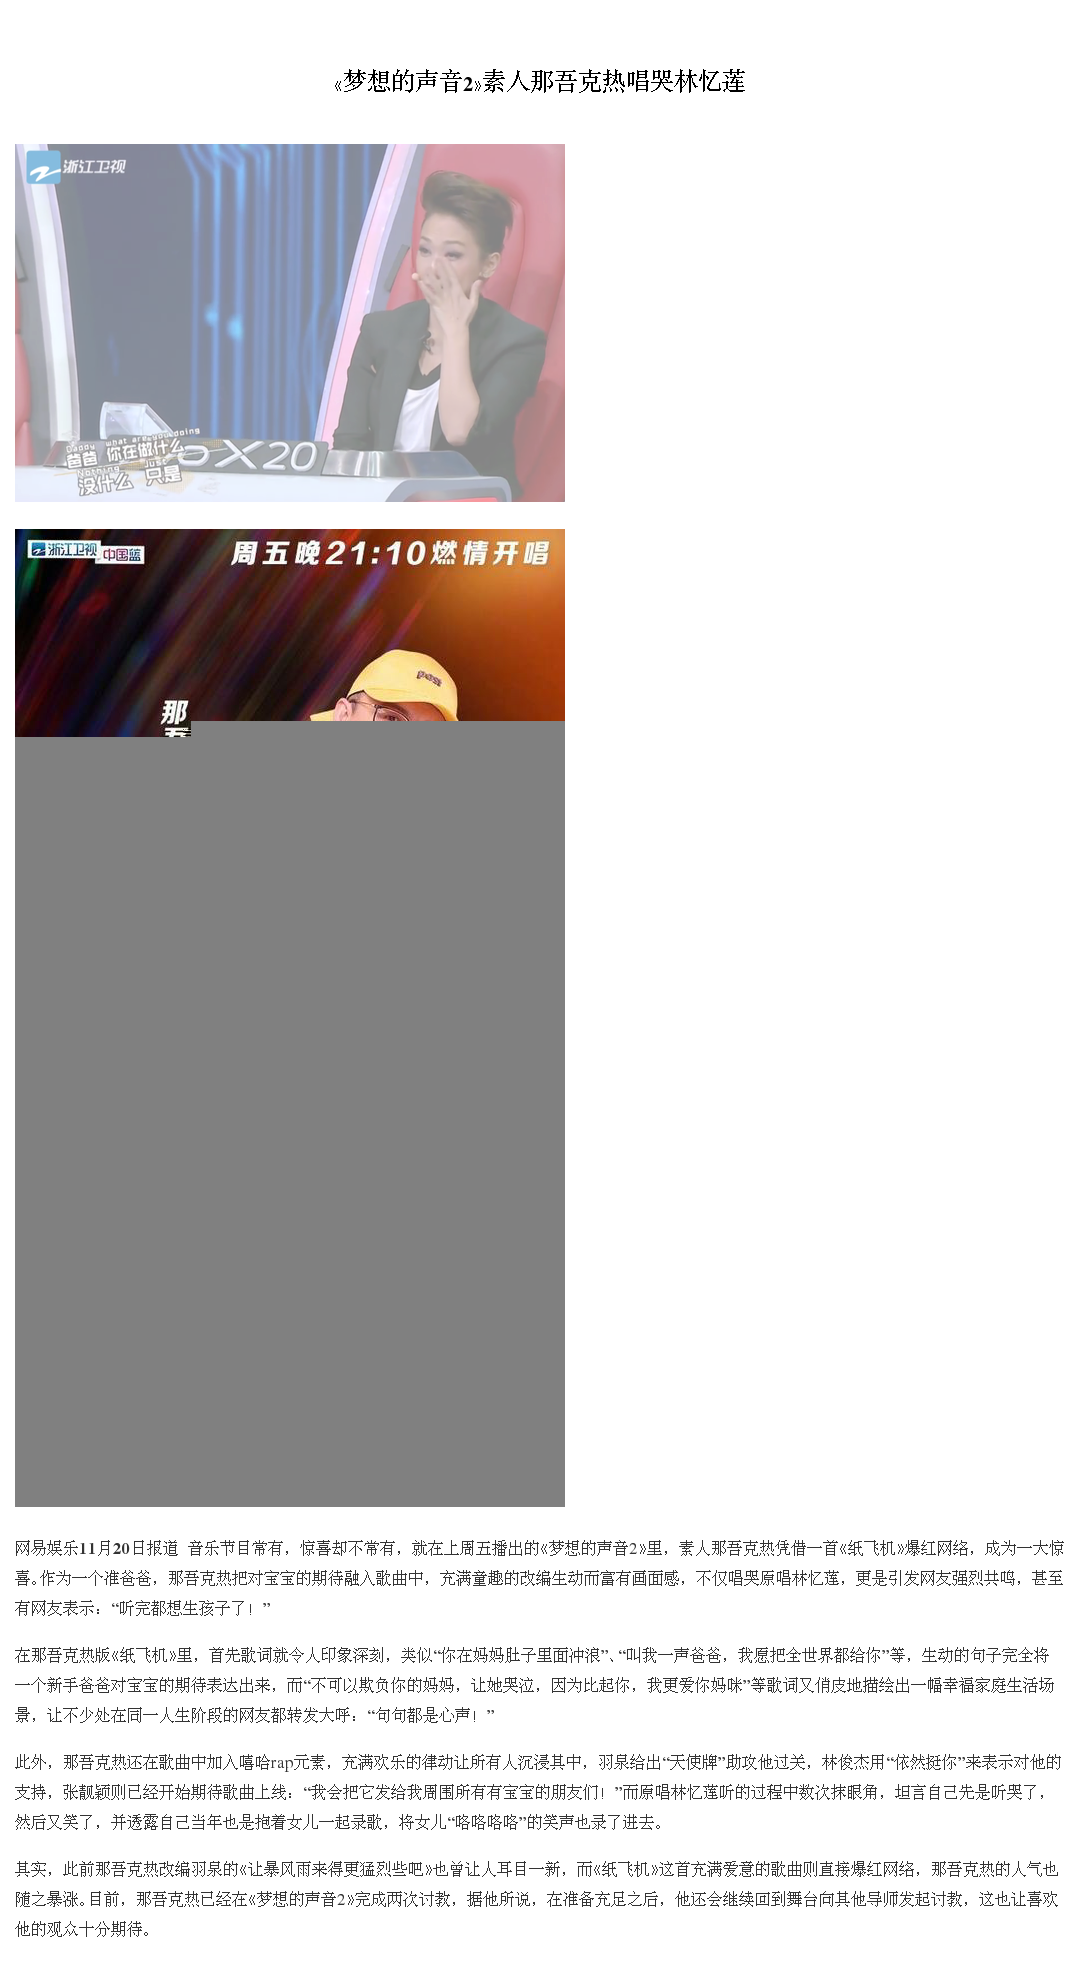 《梦想的声音2》素人那吾克热唱哭林忆莲
浙江卫视
Daddy what are you doing
爸爸 你在做什么
Nothing Just
没什么 只是
X20
浙江卫视 中国蓝
周五晚21:10燃情开唱
那
网易娱乐11月20日报道 音乐节目常有，惊喜却不常有，就在上周五播出的《梦想的声音2》里，素人那吾克热凭借一首《纸飞机》爆红网络，成为一大惊
喜。作为一个准爸爸，那吾克热把对宝宝的期待融入歌曲中，充满童趣的改编生动而富有画面感，不仅唱哭原唱林忆莲，更是引发网友强烈共鸣，甚至
有网友表示：“听完都想生孩子了！”
在那吾克热版《纸飞机》里，首先歌词就令人印象深刻，类似“你在妈妈肚子里面冲浪”、“叫我一声爸爸，我愿把全世界都给你”等，生动的句子完全将
一个新手爸爸对宝宝的期待表达出来，而“不可以欺负你的妈妈，让她哭泣，因为比起你，我更爱你妈咪”等歌词又俏皮地描绘出一幅幸福家庭生活场
景，让不少处在同一人生阶段的网友都转发大呼：“句句都是心声！”
此外，那吾克热还在歌曲中加入嘻哈rap元素，充满欢乐的律动让所有人沉浸其中，羽泉给出“天使牌”助攻他过关，林俊杰用“依然挺你”来表示对他的
支持，张靓颖则已经开始期待歌曲上线：“我会把它发给我周围所有有宝宝的朋友们！”而原唱林忆莲听的过程中数次抹眼角，坦言自己先是听哭了，
然后又笑了，并透露自己当年也是抱着女儿一起录歌，将女儿“咯咯咯咯”的笑声也录了进去。
其实，此前那吾克热改编羽泉的《让暴风雨来得更猛烈些吧》也曾让人耳目一新，而《纸飞机》这首充满爱意的歌曲则直接爆红网络，那吾克热的人气也
随之暴涨。目前，那吾克热已经在《梦想的声音2》完成两次讨教，据他所说，在准备充足之后，他还会继续回到舞台向其他导师发起讨教，这也让喜欢
他的观众十分期待。